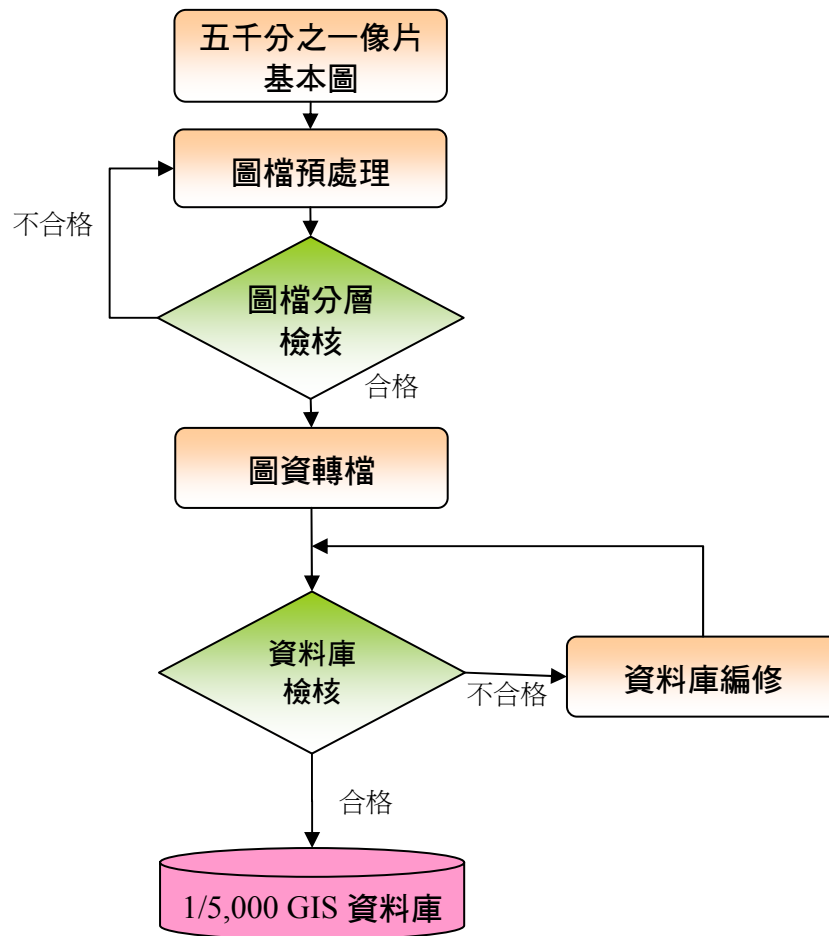 五千分之一像片
基本圖
圖檔預處理
不合格
圖檔分層
檢核
合格
圖資轉檔
資料庫
檢核
不合格
資料庫編修
合格
1/5,000 GIS 資料庫